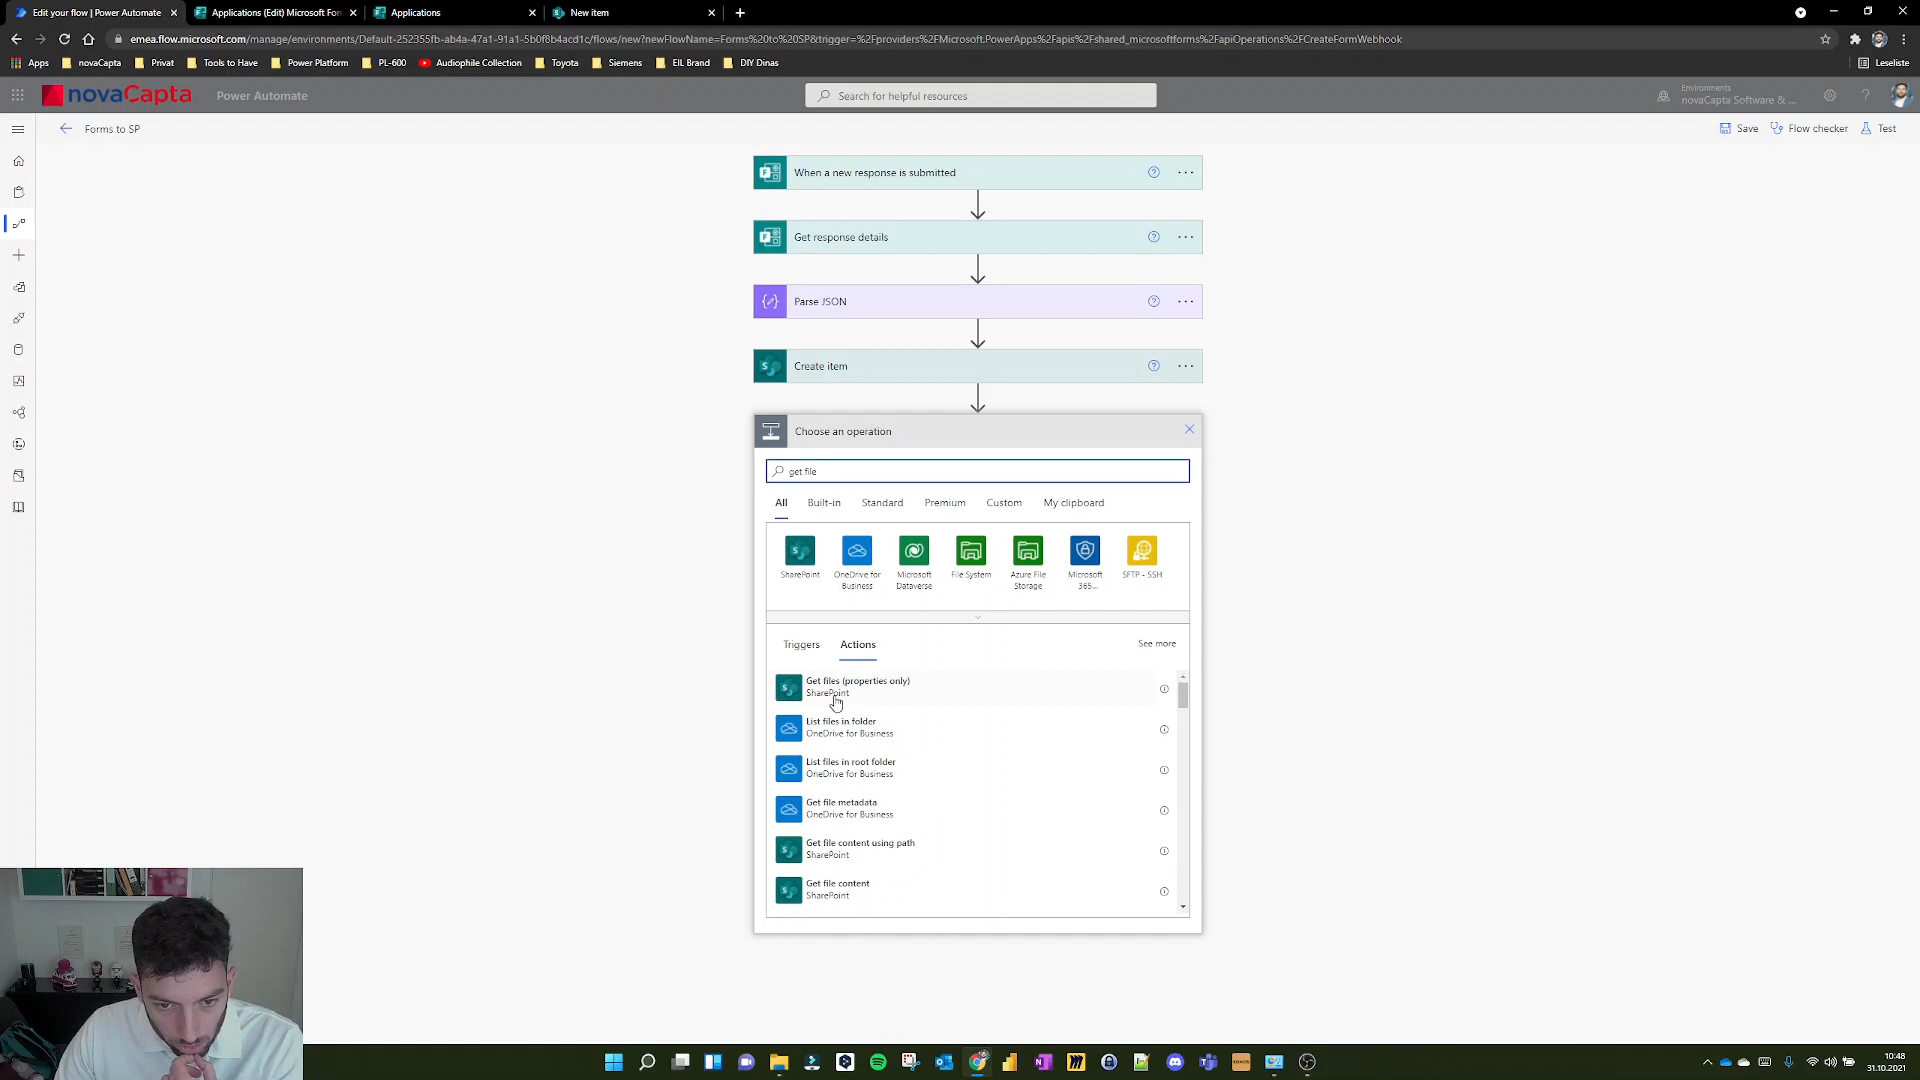 Edit your flow | Power Automate
Applications (Edit) Microsoft For
Applications
New item
emea.flow.microsoft.com/manage/environments/Default-252355fb-ab4a-47a1-91a1-5b0f8b4acd1c/flows/new?newFlowName=Forms%20to%20SP&trigger=%2Fproviders%2FMicrosoft.PowerApps%2Fapis%2Fshared_microsoftforms%2FapiOperations%2FCreateFormWebhook
Apps
novaCapta
Privat
Tools to Have
Power Platform
PL-600
Audiophile Collection
Toyota
Siemens
EIL Brand
DIY Dinas
Leseliste
novaCapta
Power Automate
Search for helpful resources
Environments
novaCapta Software & ...
Forms to SP
Save
Flow checker
Test
When a new response is submitted
Get response details
Parse JSON
Create item
Choose an operation
get file
All
Built-in
Standard
Premium
Custom
My clipboard
SharePoint
OneDrive for
Business
Microsoft
Dataverse
File System
Azure File
Storage
Microsoft
365...
SFTP - SSH
Triggers
Actions
See more
Get files (properties only)
SharePoint
List files in folder
OneDrive for Business
List files in root folder
OneDrive for Business
Get file metadata
OneDrive for Business
Get file content using path
SharePoint
Get file content
SharePoint
10:48
31.10.2021